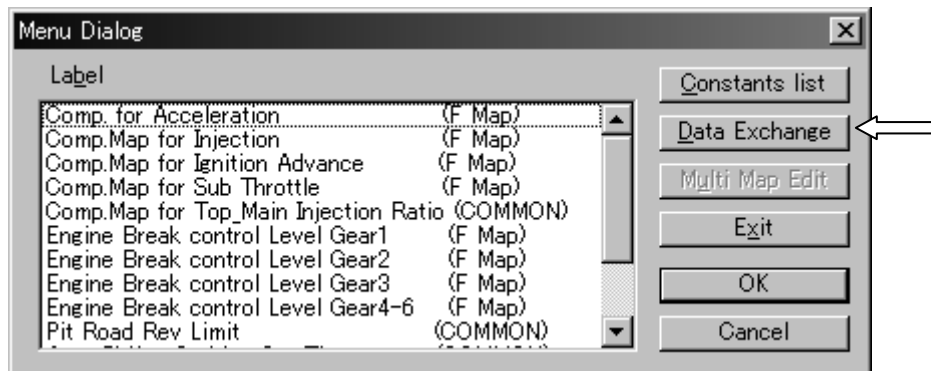 Menu Dialog
Label
Comp. for Acceleration (F Map)
Comp.Map for Injection (F Map)
Comp.Map for Ignition Advance (F Map)
Comp.Map for Sub Throttle (F Map)
Comp.Map for Top_Main Injection Ratio (COMMON)
Engine Break control Level Gear1 (F Map)
Engine Break control Level Gear2 (F Map)
Engine Break control Level Gear3 (F Map)
Engine Break control Level Gear4-6 (F Map)
Pit Road Rev Limit (COMMON)
Constants list
Data Exchange
Multi Map Edit
Exit
OK
Cancel